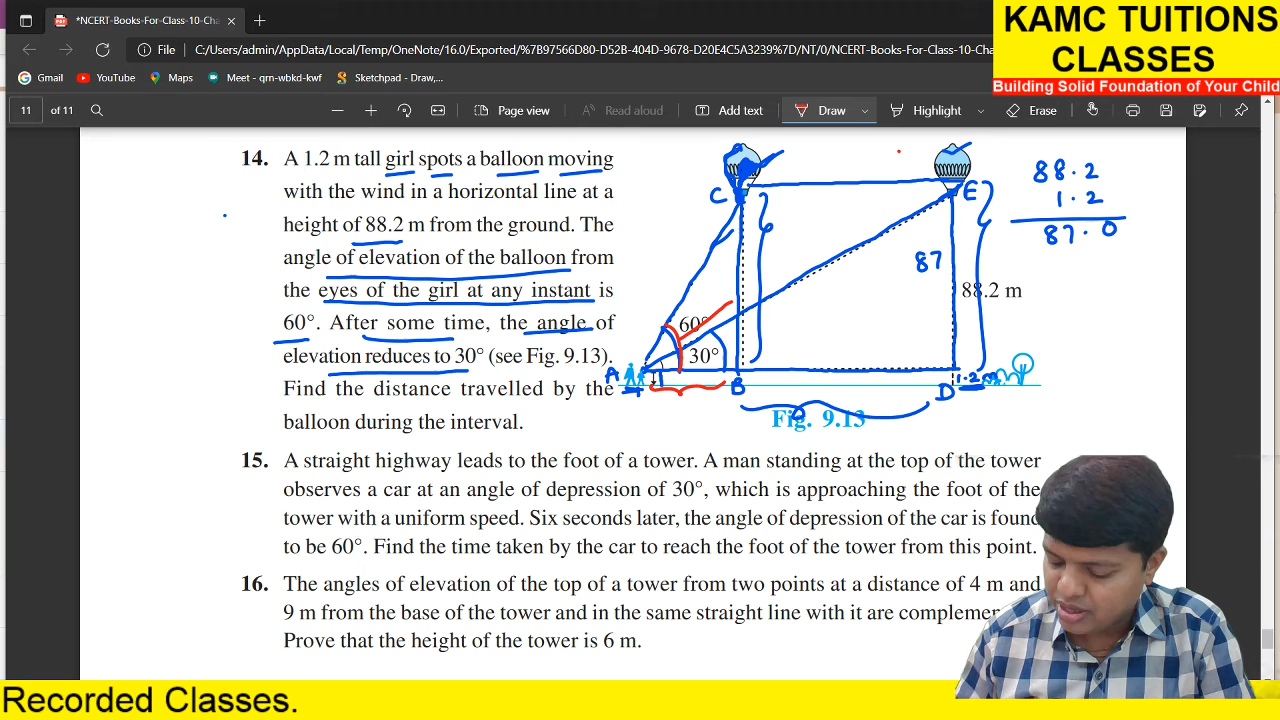 *NCERT-Books-For-Class-10-Cha
KAMC TUITIONS
CLASSES
Building Solid Foundation of Your Child
File
C:/Users/admin/AppData/Local/Temp/OneNote/16.0/Exported/%7B97566D80-D52B-404D-9678-D20E4C5A3239%7D/NT/0/NCERT-Books-For-Class-10-Chap
Gmail
YouTube
Maps
Meet - qrn-wbkd-kwf
Sketchpad - Draw,...
11 of 11
Page view
Read aloud
Add text
Draw
Highlight
Erase
14. A 1.2 m tall girl spots a balloon moving
with the wind in a horizontal line at a
height of 88.2 m from the ground. The
angle of elevation of the balloon from
the eyes of the girl at any instant is
60°. After some time, the angle of
elevation reduces to 30° (see Fig. 9.13).
Find the distance travelled by the
balloon during the interval.
C
E
88.2
1.2
87.0
87
88.2 m
60°
30°
A
B
D
1.2 m
Fig. 9.13
15. A straight highway leads to the foot of a tower. A man standing at the top of the tower
observes a car at an angle of depression of 30°, which is approaching the foot of the
tower with a uniform speed. Six seconds later, the angle of depression of the car is found
to be 60°. Find the time taken by the car to reach the foot of the tower from this point.
16. The angles of elevation of the top of a tower from two points at a distance of 4 m and
9 m from the base of the tower and in the same straight line with it are complemen
Prove that the height of the tower is 6 m.
Recorded Classes.